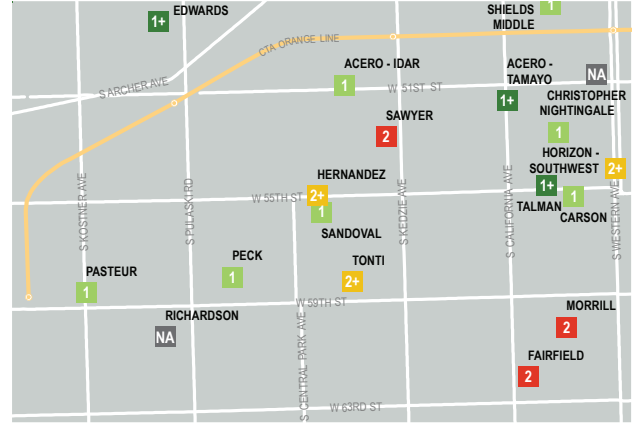 EDWARDS
1+
SHIELDS
MIDDLE
1
CTA ORANGE LINE
ACERO - IDAR
1
ACERO -
TAMAYO
1+
NA
S ARCHER AVE
W 51ST ST
CHRISTOPHER
NIGHTINGALE
1
SAWYER
2
HORIZON -
SOUTHWEST
2+
HERNANDEZ
2+
1
SANDOVAL
1+
TALMAN
1
CARSON
W 55TH ST
S KOSTNER AVE
S PULASKI RD
S KEDZIE AVE
S CALIFORNIA AVE
S WESTERN AVE
PECK
1
TONTI
2+
PASTEUR
1
W 59TH ST
RICHARDSON
NA
S CENTRAL PARK AVE
MORRILL
2
FAIRFIELD
2
W 63RD ST